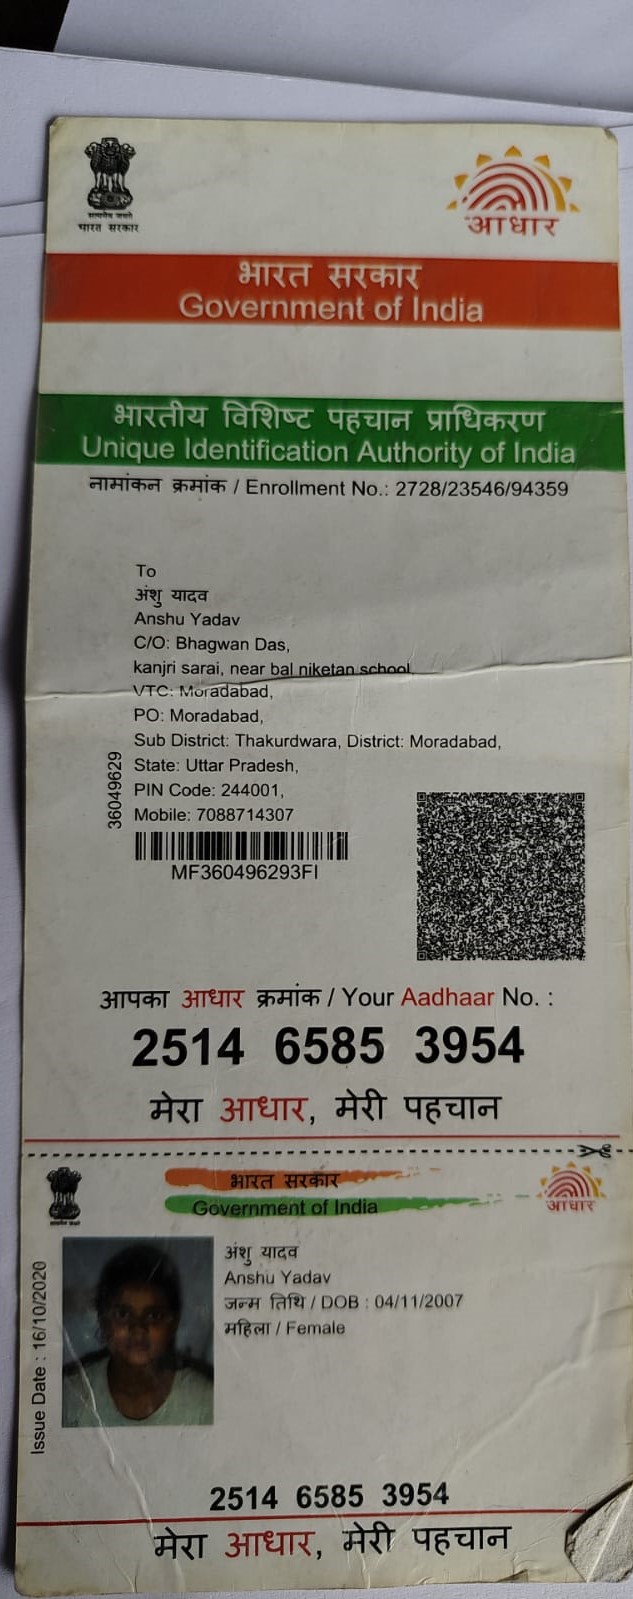 भारत सरकार
आधार
भारत सरकार
Government of India
भारतीय विशिष्ट पहचान प्राधिकरण
Unique Identification Authority of India
नामांकन क्रमांक / Enrollment No.: 2728/23546/94359
To
अंशु यादव
Anshu Yadav
C/O: Bhagwan Das,
kanjri sarai, near bal niketan school,
VTC: Moradabad,
PO: Moradabad,
Sub District: Thakurdwara, District: Moradabad,
State: Uttar Pradesh,
PIN Code: 244001,
Mobile: 7088714307
36049629
MF360496293FI
आपका आधार क्रमांक / Your Aadhaar No. :
2514 6585 3954
मेरा आधार, मेरी पहचान
भारत सरकार
Government of India
आधार
Issue Date : 16/10/2020
अंशु यादव
Anshu Yadav
जन्म तिथि / DOB : 04/11/2007
महिला / Female
2514 6585 3954
मेरा आधार, मेरी पहचान